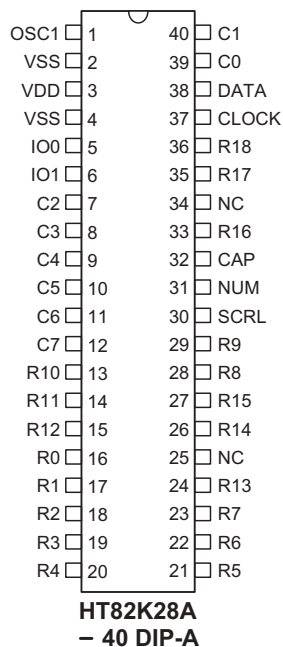 OSC1 1 40 C1
VSS 2 39 C0
VDD 3 38 DATA
VSS 4 37 CLOCK
IO0 5 36 R18
IO1 6 35 R17
C2 7 34 NC
C3 8 33 R16
C4 9 32 CAP
C5 10 31 NUM
C6 11 30 SCRL
C7 12 29 R9
R10 13 28 R8
R11 14 27 R15
R12 15 26 R14
R0 16 25 NC
R1 17 24 R13
R2 18 23 R7
R3 19 22 R6
R4 20 21 R5
HT82K28A
– 40 DIP-A